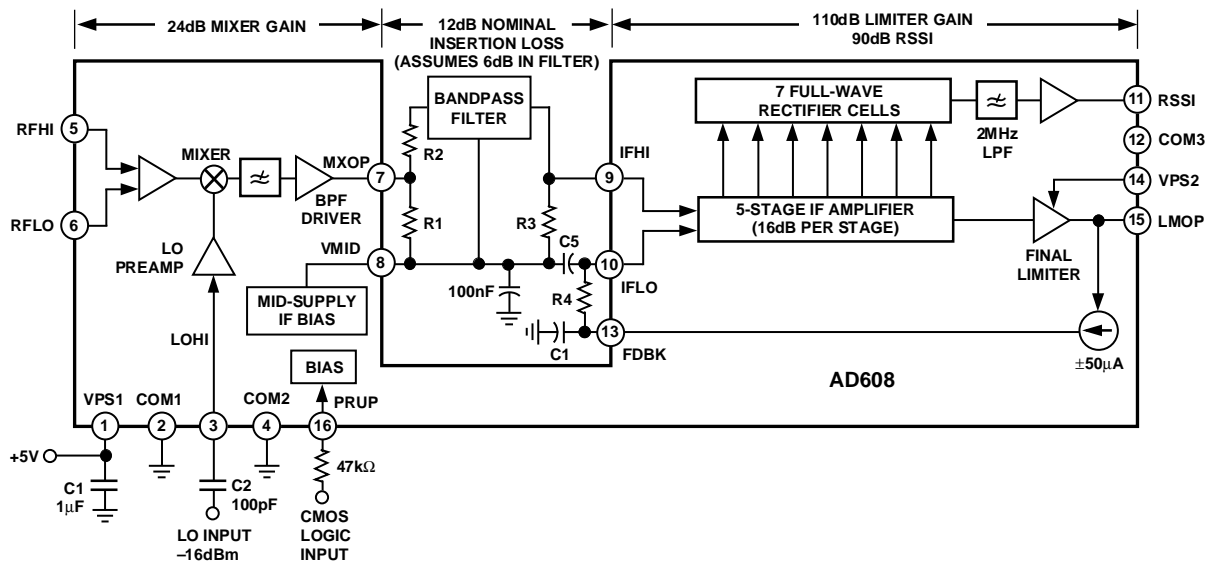 24dB MIXER GAIN
12dB NOMINAL
INSERTION LOSS
(ASSUMES 6dB IN FILTER)
110dB LIMITER GAIN
90dB RSSI
RFHI
5
RFLO
6
MIXER
LO
PREAMP
LOHI
BPF
DRIVER
MXOP
7
VMID
8
MID-SUPPLY
IF BIAS
BIAS
PRUP
R2
R1
BANDPASS
FILTER
R3
C5
100nF
R4
C1
IFHI
9
10
IFLO
13
FDBK
7 FULL-WAVE
RECTIFIER CELLS
2MHz
LPF
5-STAGE IF AMPLIFIER
(16dB PER STAGE)
FINAL
LIMITER
±50µA
AD608
11
RSSI
12
COM3
14
VPS2
15
LMOP
VPS1
COM1
COM2
1
2
3
4
16
+5V
C1
1µF
C2
100pF
LO INPUT
–16dBm
47kΩ
CMOS
LOGIC
INPUT